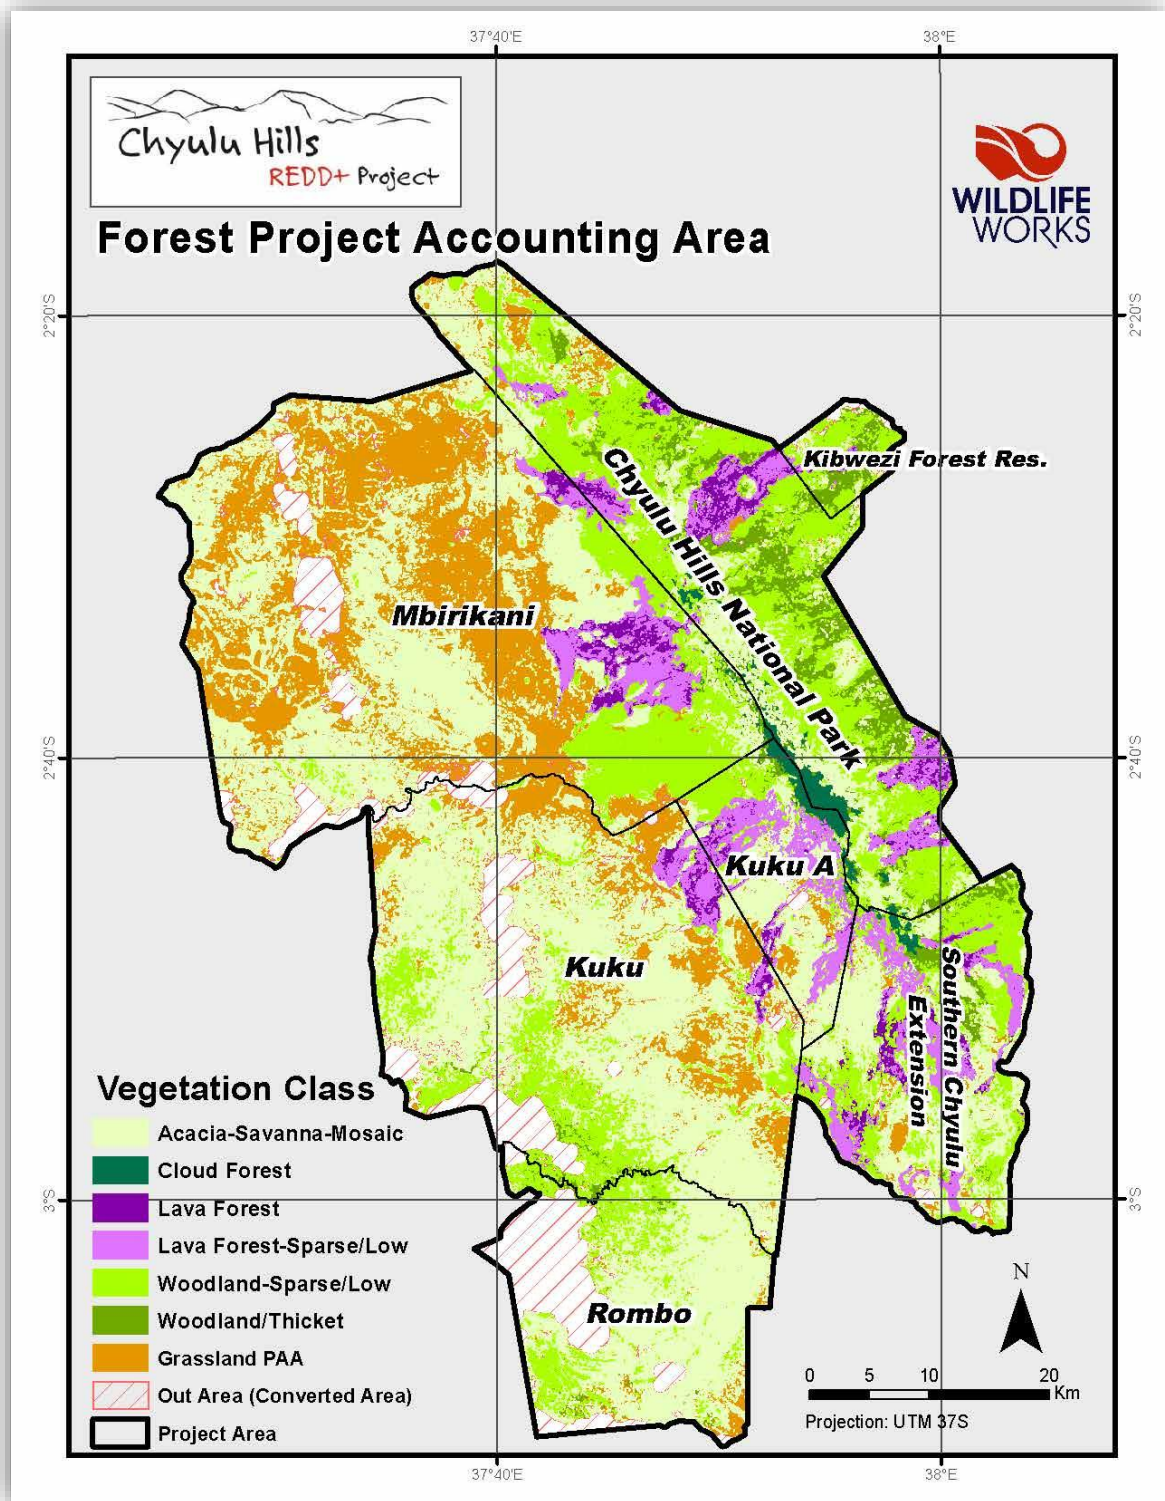 37°40'E
38°E
Chyulu Hills
REDD+ Project
WILDLIFE
WORKS
Forest Project Accounting Area
2°20'S
2°20'S
Kibwezi Forest Res.
Chyulu Hills National Park
Mbirikani
2°40'S
2°40'S
Kuku A
Kuku
Southern Chyulu
Extension
Vegetation Class
Acacia-Savanna-Mosaic
Cloud Forest
Lava Forest
3°S
3°S
Lava Forest-Sparse/Low
Woodland-Sparse/Low
Woodland/Thicket
Grassland PAA
Out Area (Converted Area)
Project Area
Rombo
N
0 5 10 20
Km
Projection: UTM 37S
37°40'E
38°E